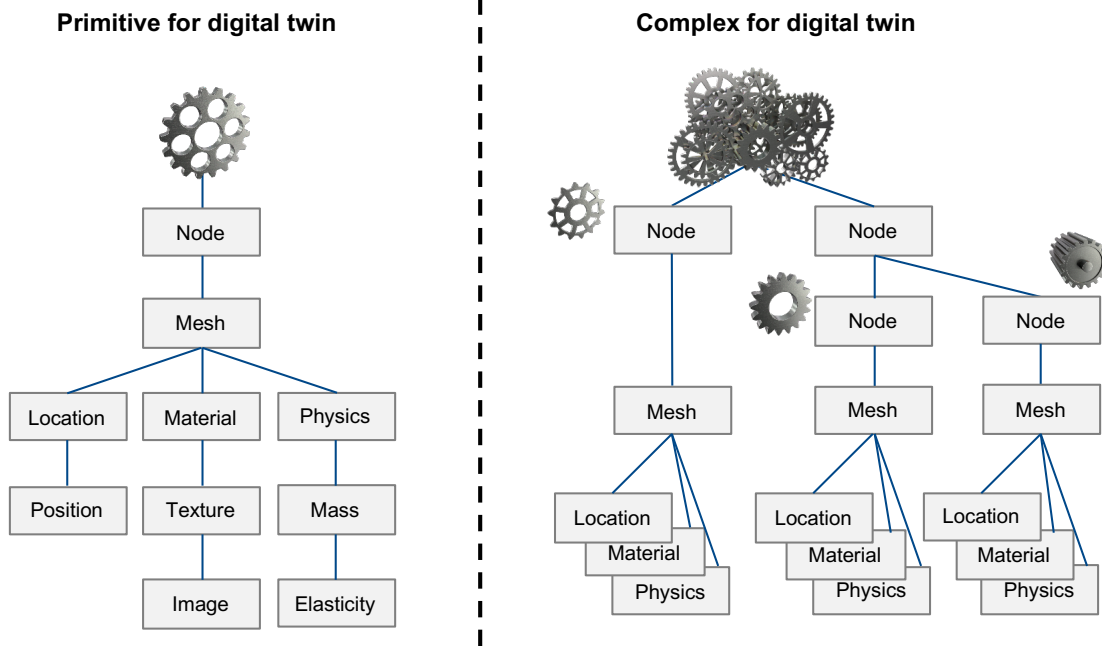 Primitive for digital twin
Node
Mesh
Location
Material
Physics
Position
Texture
Mass
Image
Elasticity
Complex for digital twin
Node
Node
Node
Node
Mesh
Mesh
Mesh
Location
Material
Physics
Location
Material
Physics
Location
Material
Physics